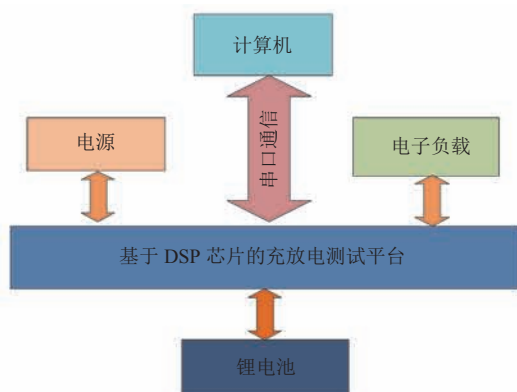 计算机
串口通信
电源
电子负载
基于 DSP 芯片的充放电测试平台
锂电池